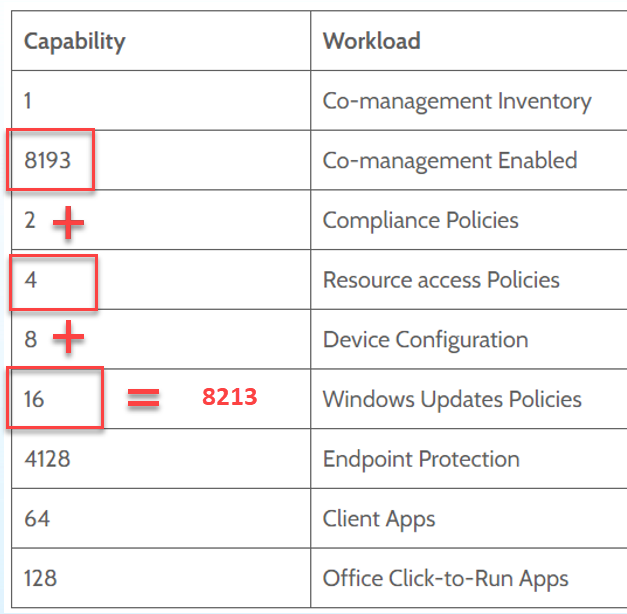 Capability Workload
1 Co-management Inventory
8193 Co-management Enabled
2 + Compliance Policies
4 Resource access Policies
8 + Device Configuration
16 = 8213 Windows Updates Policies
4128 Endpoint Protection
64 Client Apps
128 Office Click-to-Run Apps